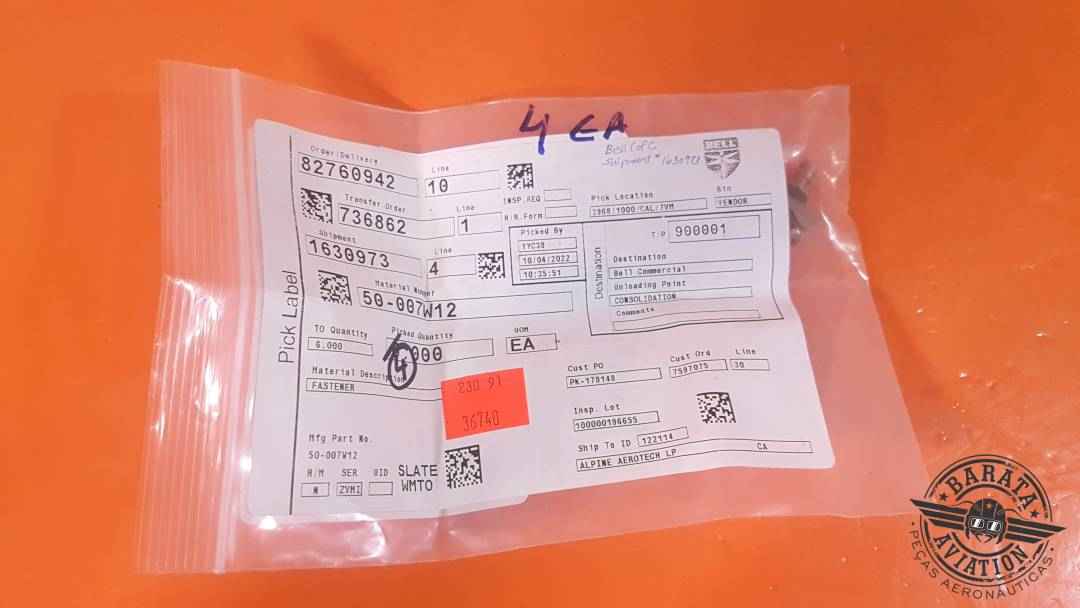 4 EA
Bell CofC
Shipment # 1630973
BELL
Pick Label
Order/Delivery
82760942
Line
10
Transfer Order
736862
Line
1
Shipment
1630973
Line
4
INSP.REQ
H/M.Form
Picked By
TYC38
10/04/2022
10:35:51
Pick Location
1968/1000/CAL/7VM
Bin
VENDOR
Destination
T/P
900001
Destination
Bell Commercial
Unloading Point
CONSOLIDATION
Comments
Material Number
50-007W12
TO Quantity
6.000
Picked Quantity
4
000
UOM
EA
Material Description
FASTENER
230 91
36740
Mfg Part No.
50-007W12
H/M
SER
UID
N
ZVMI
SLATE
WMTO
Cust PO
PK-178148
Cust Ord
7597075
Line
30
Insp. Lot
100000196655
Ship To ID
122114
ALPINE AEROTECH LP
CA
BARATA
AVIATION
PEÇAS AERONÁUTICAS